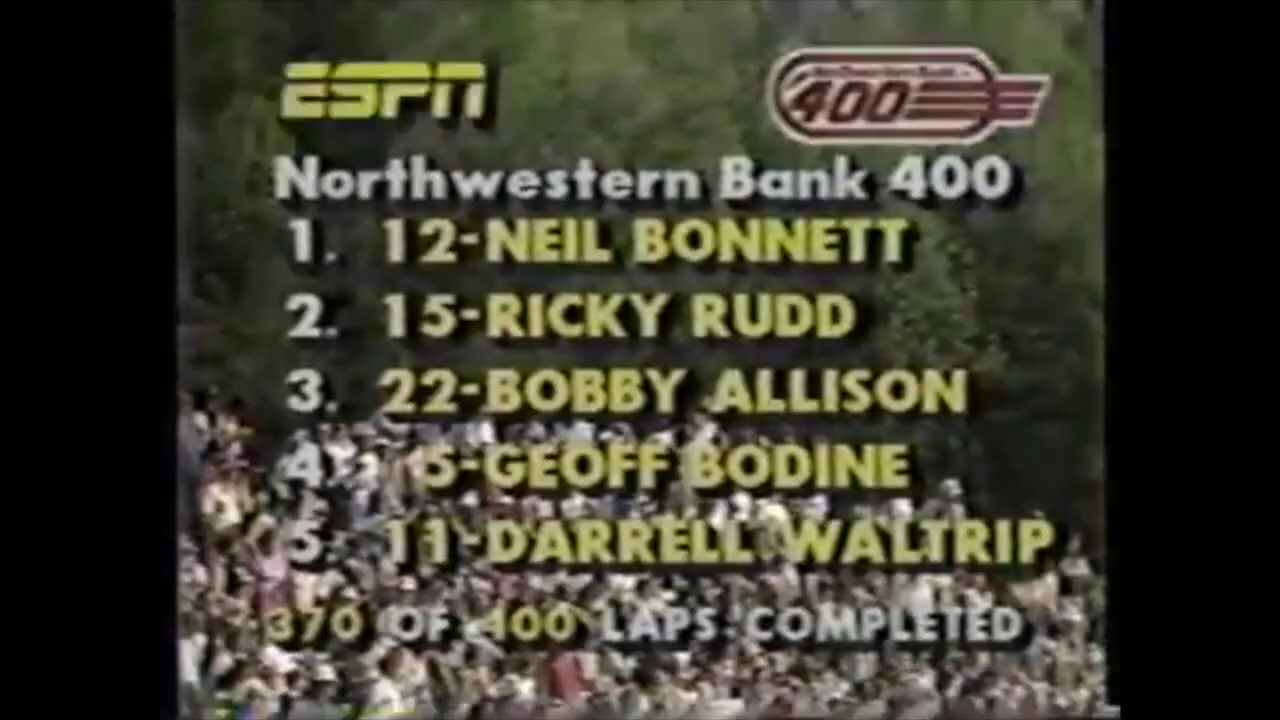 ESPN
400
Northwestern Bank 400
1. 12-NEIL BONNETT
2. 15-RICKY RUDD
3. 22-BOBBY ALLISON
4. 5-GEOFF BODINE
5. 11-DARRELL WALTRIP
370 OF 400 LAPS COMPLETED